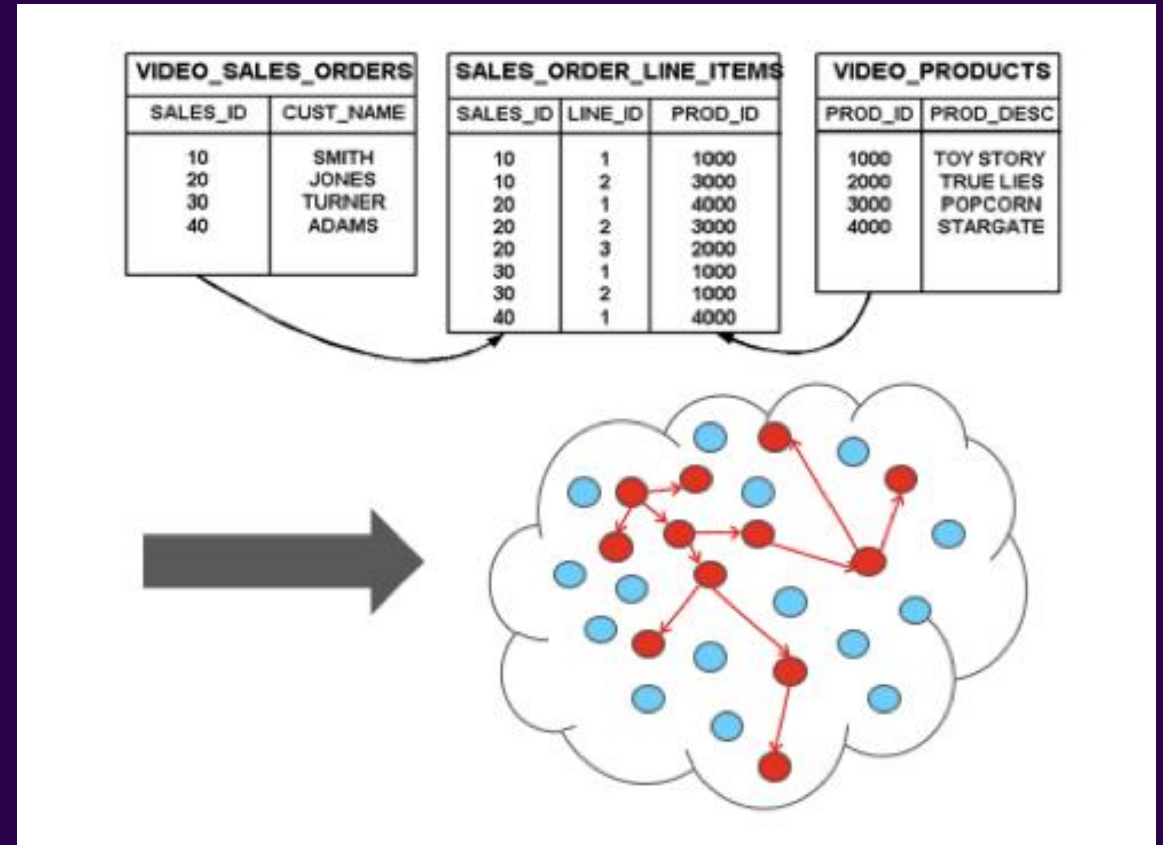 VIDEO_SALES_ORDERS
SALES_ID CUST_NAME
10 SMITH
20 JONES
30 TURNER
40 ADAMS
SALES_ORDER_LINE_ITEMS
SALES_ID LINE_ID PROD_ID
10 1 1000
10 2 3000
20 1 4000
20 2 3000
20 3 2000
30 1 1000
30 2 1000
40 1 4000
VIDEO_PRODUCTS
PROD_ID PROD_DESC
1000 TOY STORY
2000 TRUE LIES
3000 POPCORN
4000 STARGATE